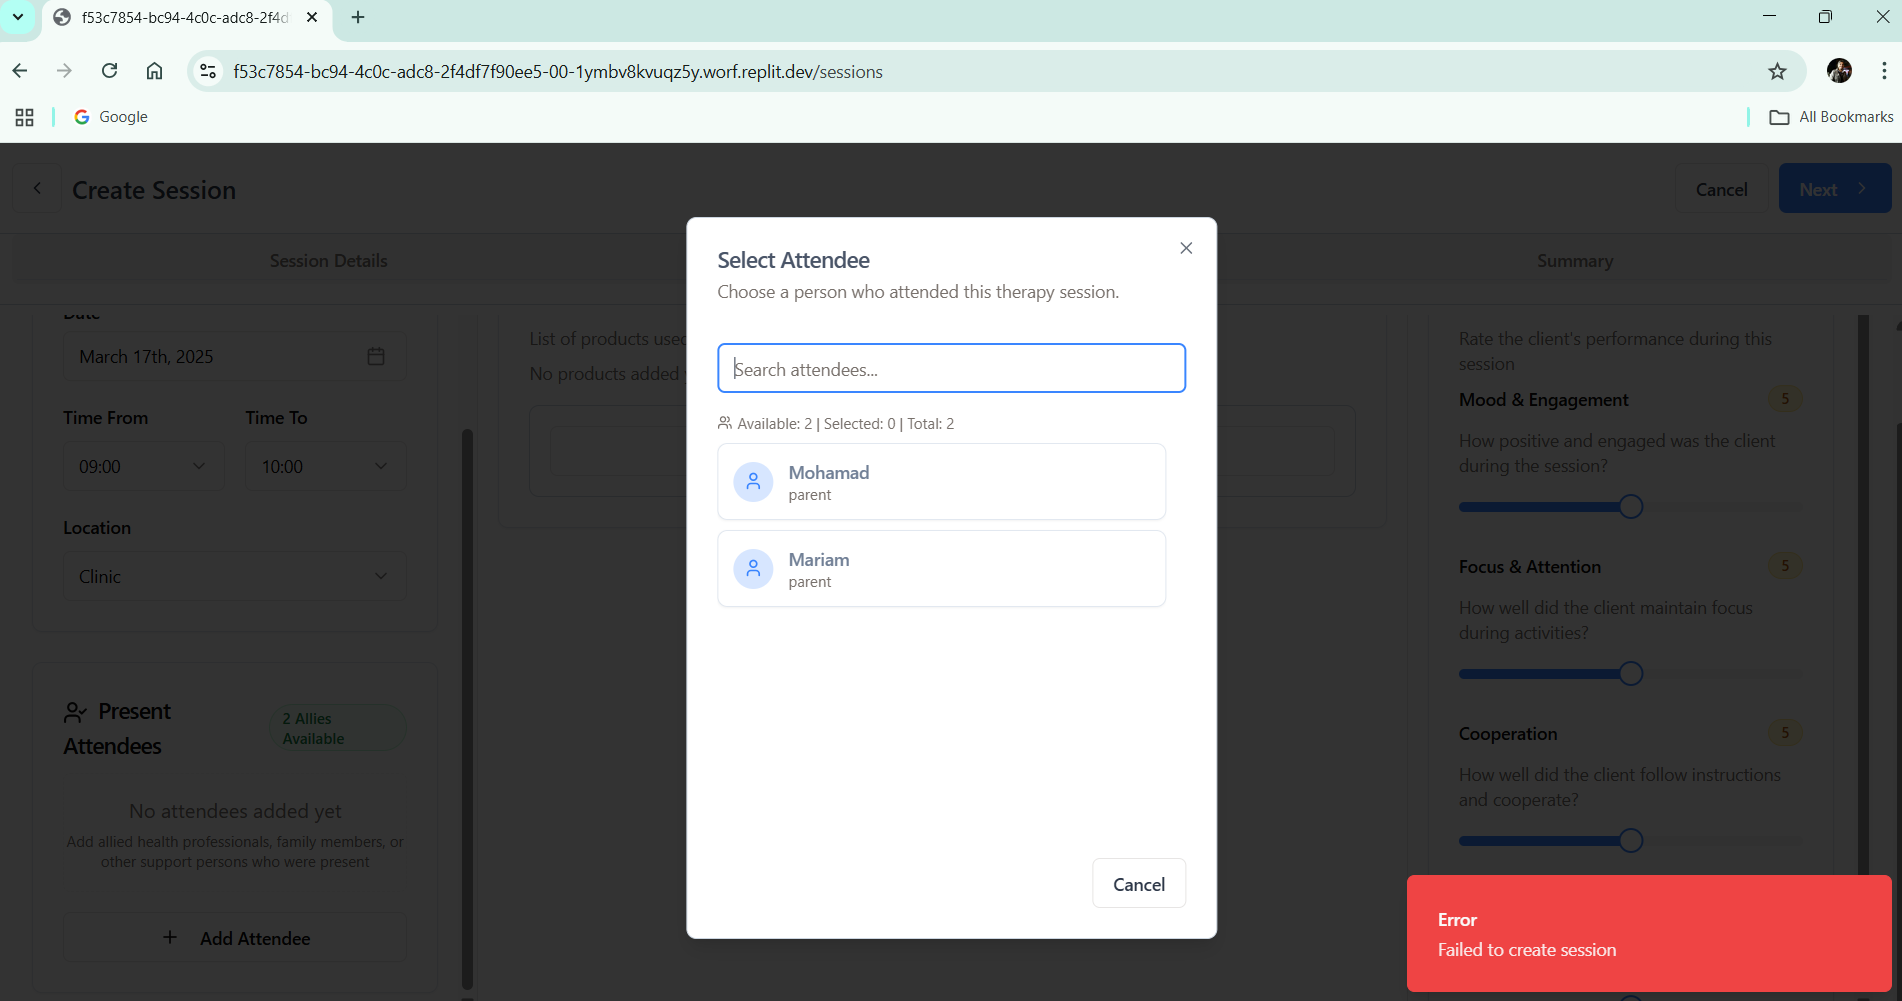 f53c7854-bc94-4c0c-adc8-2f4d
f53c7854-bc94-4c0c-adc8-2f4df7f90ee5-00-1ymbv8kvuqz5y.worf.replit.dev/sessions
Google
All Bookmarks
Create Session
Cancel
Next
Session Details
Summary
Date
March 17th, 2025
Time From
Time To
09:00
10:00
Location
Clinic
Present
Attendees
2 Allies
Available
No attendees added yet
Add allied health professionals, family members, or
other support persons who were present
+ Add Attendee
List of products used
No products added
Select Attendee
Choose a person who attended this therapy session.
Search attendees...
Available: 2 | Selected: 0 | Total: 2
Mohamad
parent
Mariam
parent
Cancel
Rate the client's performance during this
session
Mood & Engagement
5
How positive and engaged was the client
during the session?
Focus & Attention
5
How well did the client maintain focus
during activities?
Cooperation
5
How well did the client follow instructions
and cooperate?
Error
Failed to create session